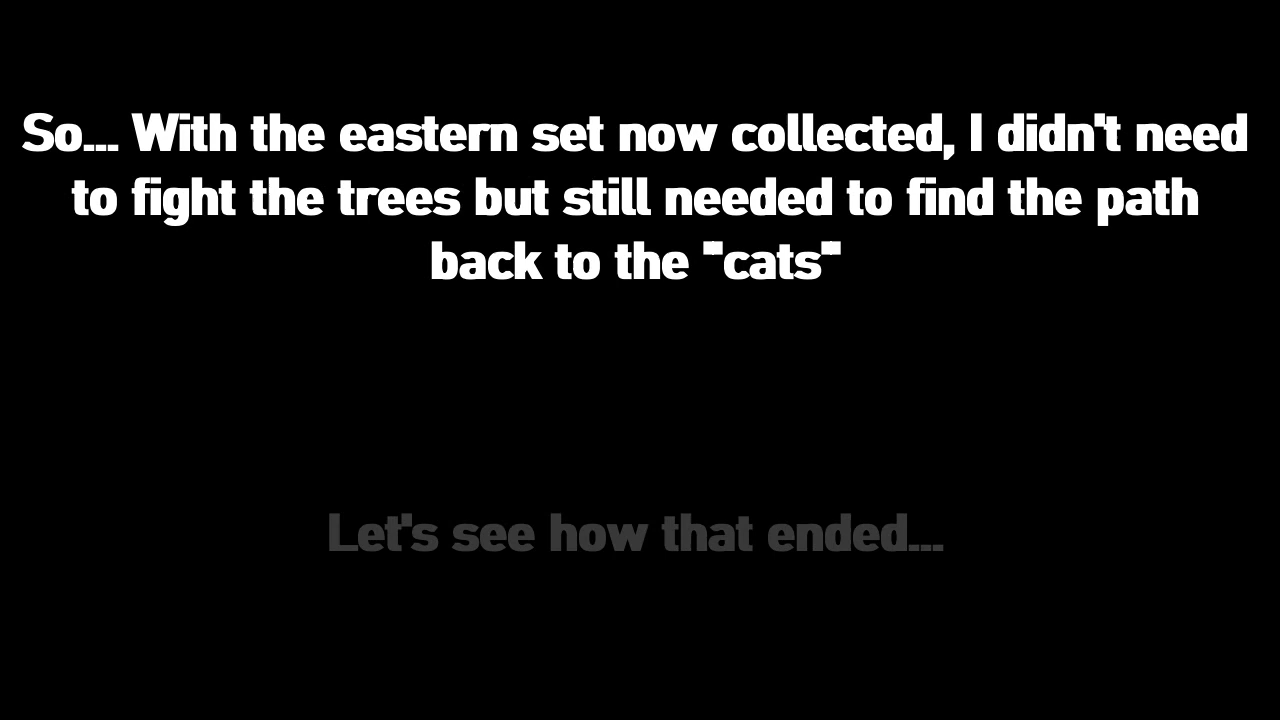 So... With the eastern set now collected, I didn't need
to fight the trees but still needed to find the path
back to the "cats"
Let's see how that ended...